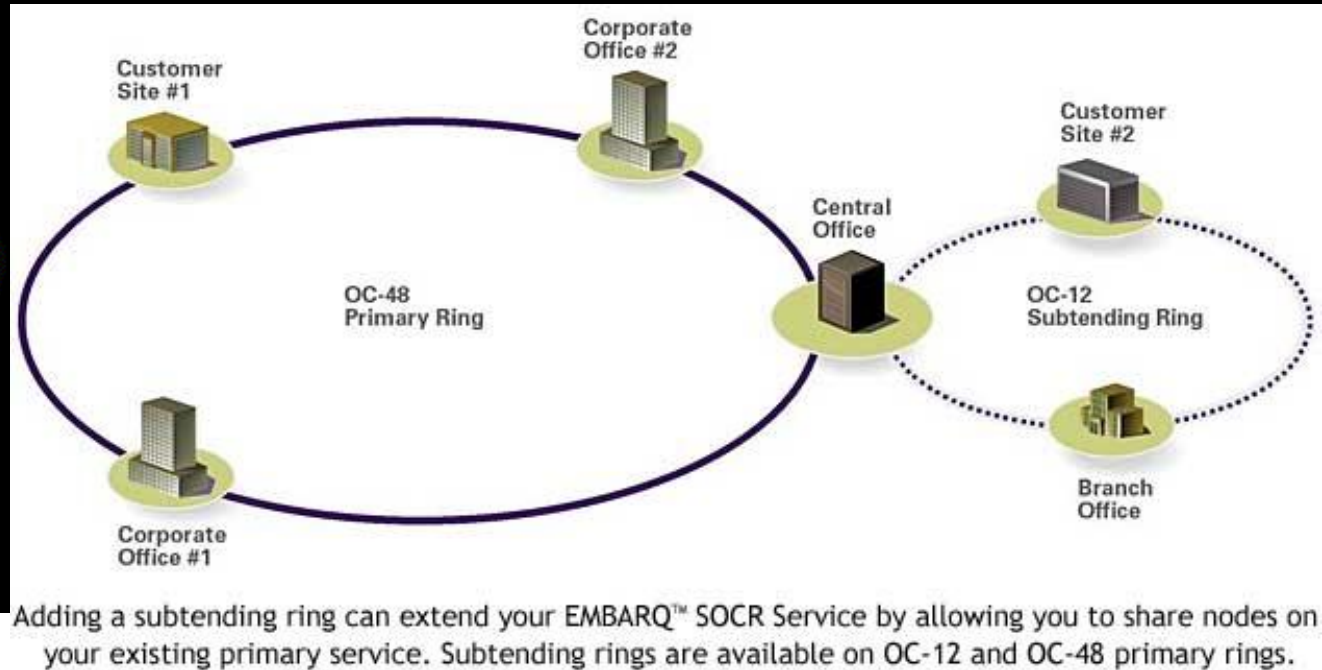 Corporate
Office #2
Customer
Site #1
Customer
Site #2
Central
Office
OC-48
Primary Ring
OC-12
Subtending Ring
Branch
Office
Corporate
Office #1
Adding a subtending ring can extend your EMBARQ™ SOCR Service by allowing you to share nodes on
your existing primary service. Subtending rings are available on OC-12 and OC-48 primary rings.